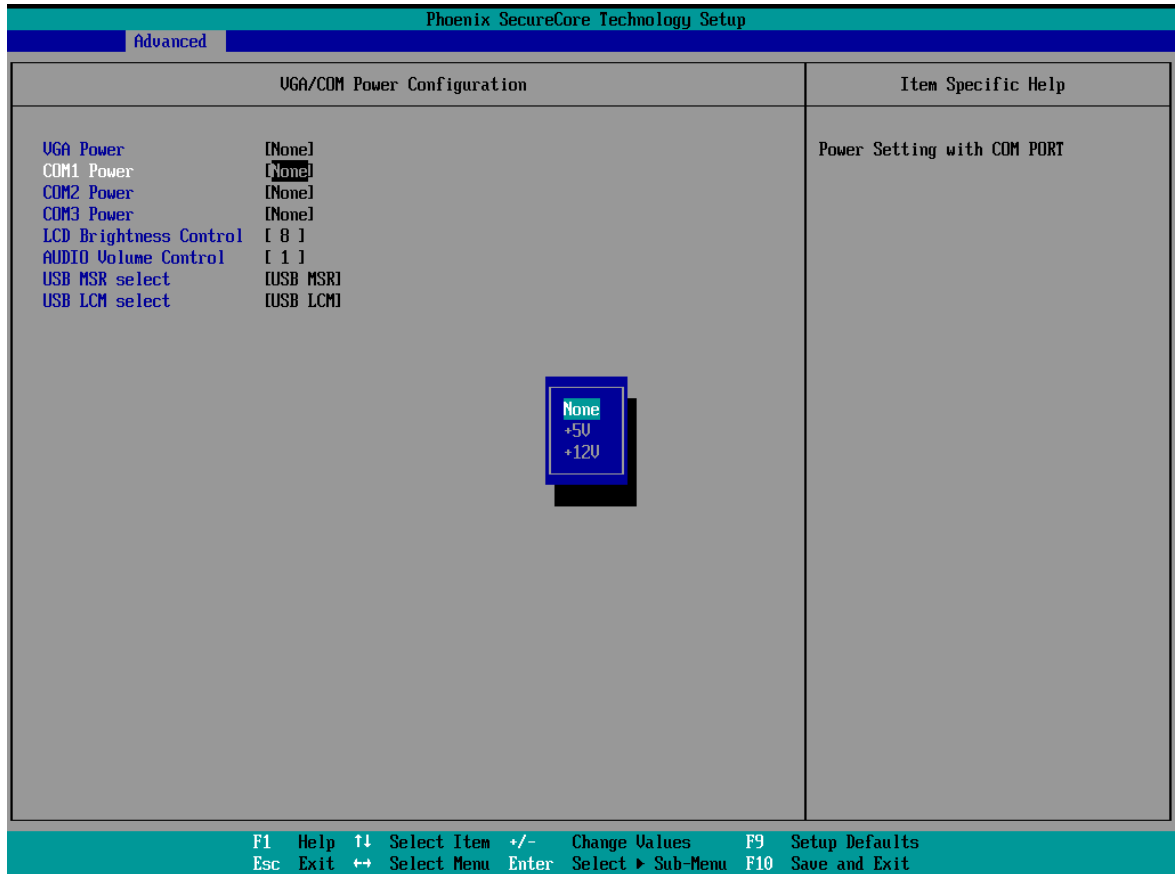 Phoenix SecureCore Technology Setup
Advanced
VGA/COM Power Configuration
Item Specific Help
VGA Power [None]
Power Setting with COM PORT
COM1 Power [None]
COM2 Power [None]
COM3 Power [None]
LCD Brightness Control [ 8 ]
AUDIO Volume Control [ 1 ]
USB MSR select [USB MSR]
USB LCM select [USB LCM]
None
+5V
+12V
F1 Help ↑↓ Select Item +/- Change Values F9 Setup Defaults
Esc Exit ↔ Select Menu Enter Select ▶ Sub-Menu F10 Save and Exit